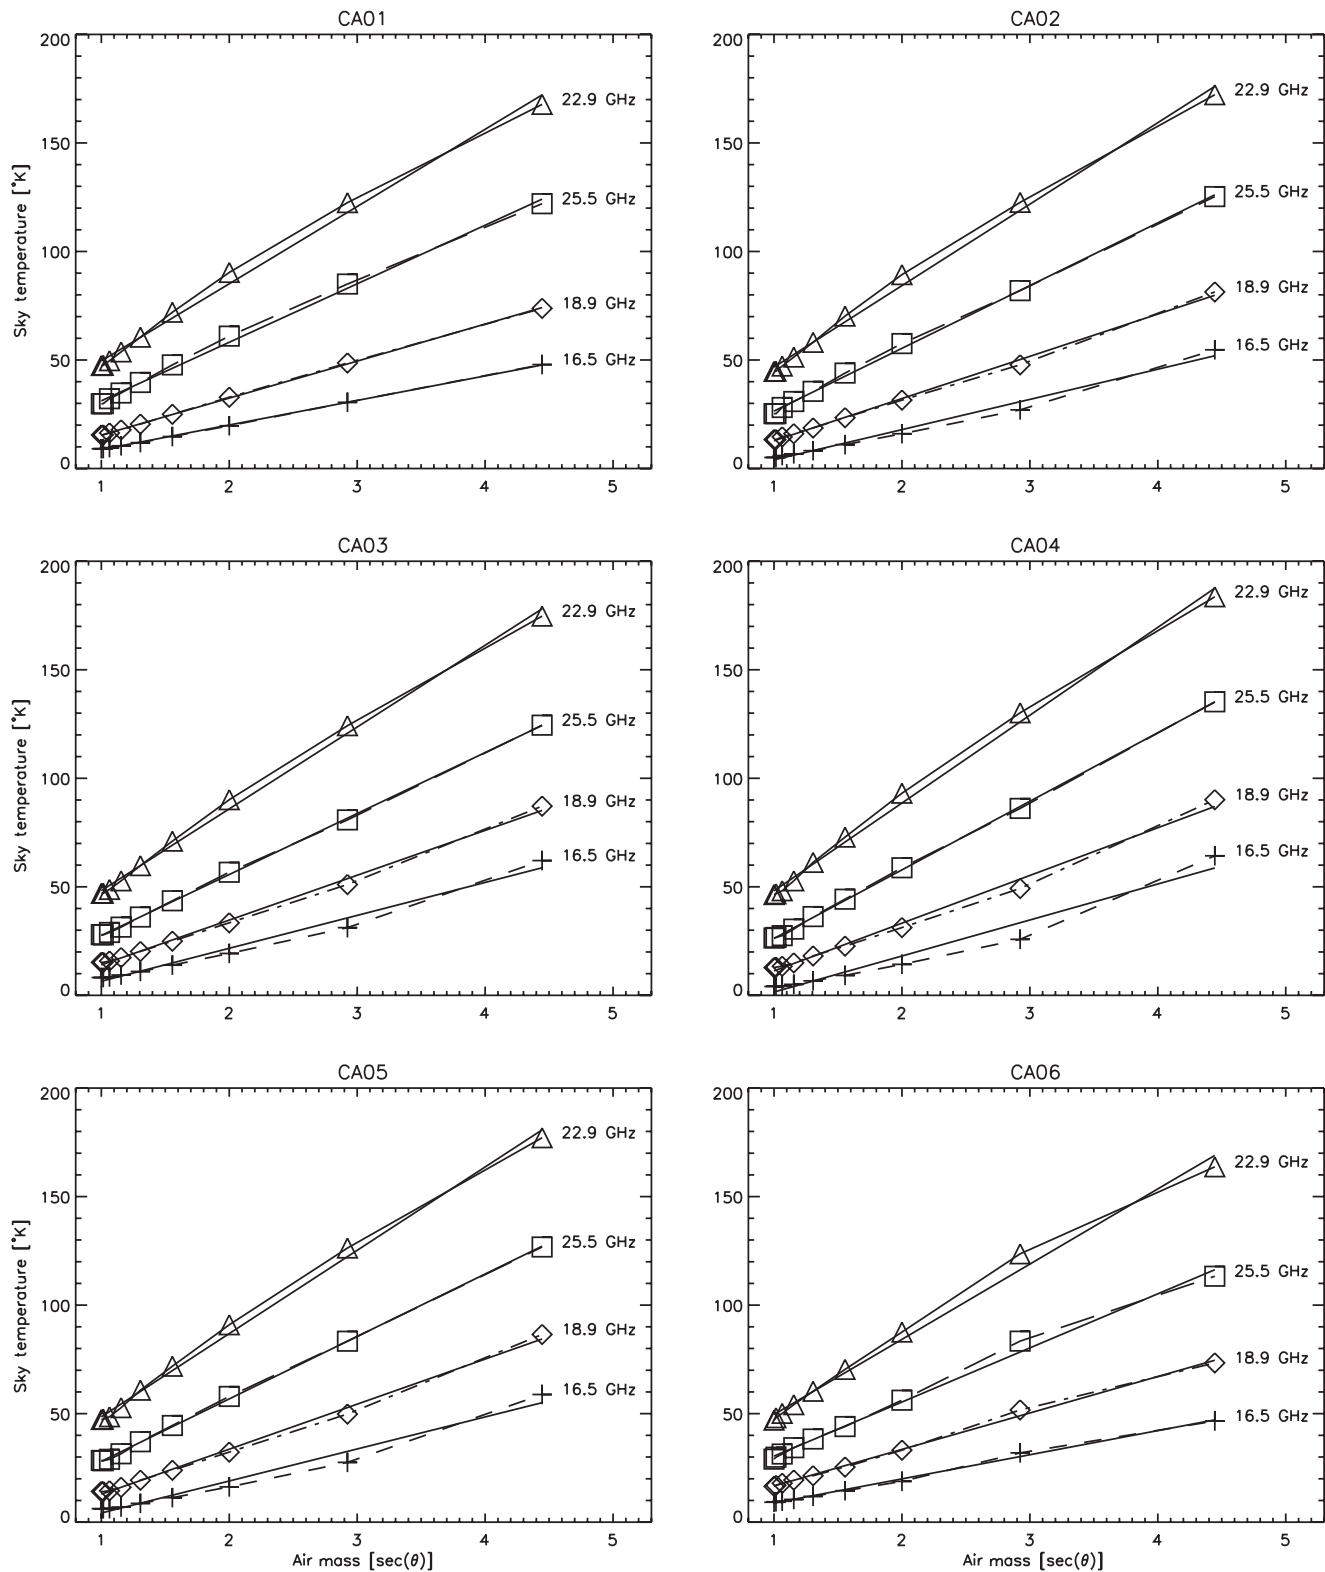 CA01
CA02
200
150
100
50
0
Sky temperature [°K]
22.9 GHz
25.5 GHz
18.9 GHz
16.5 GHz
1 2 3 4 5
200
150
100
50
0
22.9 GHz
25.5 GHz
18.9 GHz
16.5 GHz
1 2 3 4 5
CA03
CA04
200
150
100
50
0
Sky temperature [°K]
22.9 GHz
25.5 GHz
18.9 GHz
16.5 GHz
1 2 3 4 5
200
150
100
50
0
22.9 GHz
25.5 GHz
18.9 GHz
16.5 GHz
1 2 3 4 5
CA05
CA06
200
150
100
50
0
Sky temperature [°K]
22.9 GHz
25.5 GHz
18.9 GHz
16.5 GHz
1 2 3 4 5
Air mass [sec(θ)]
200
150
100
50
0
22.9 GHz
25.5 GHz
18.9 GHz
16.5 GHz
1 2 3 4 5
Air mass [sec(θ)]